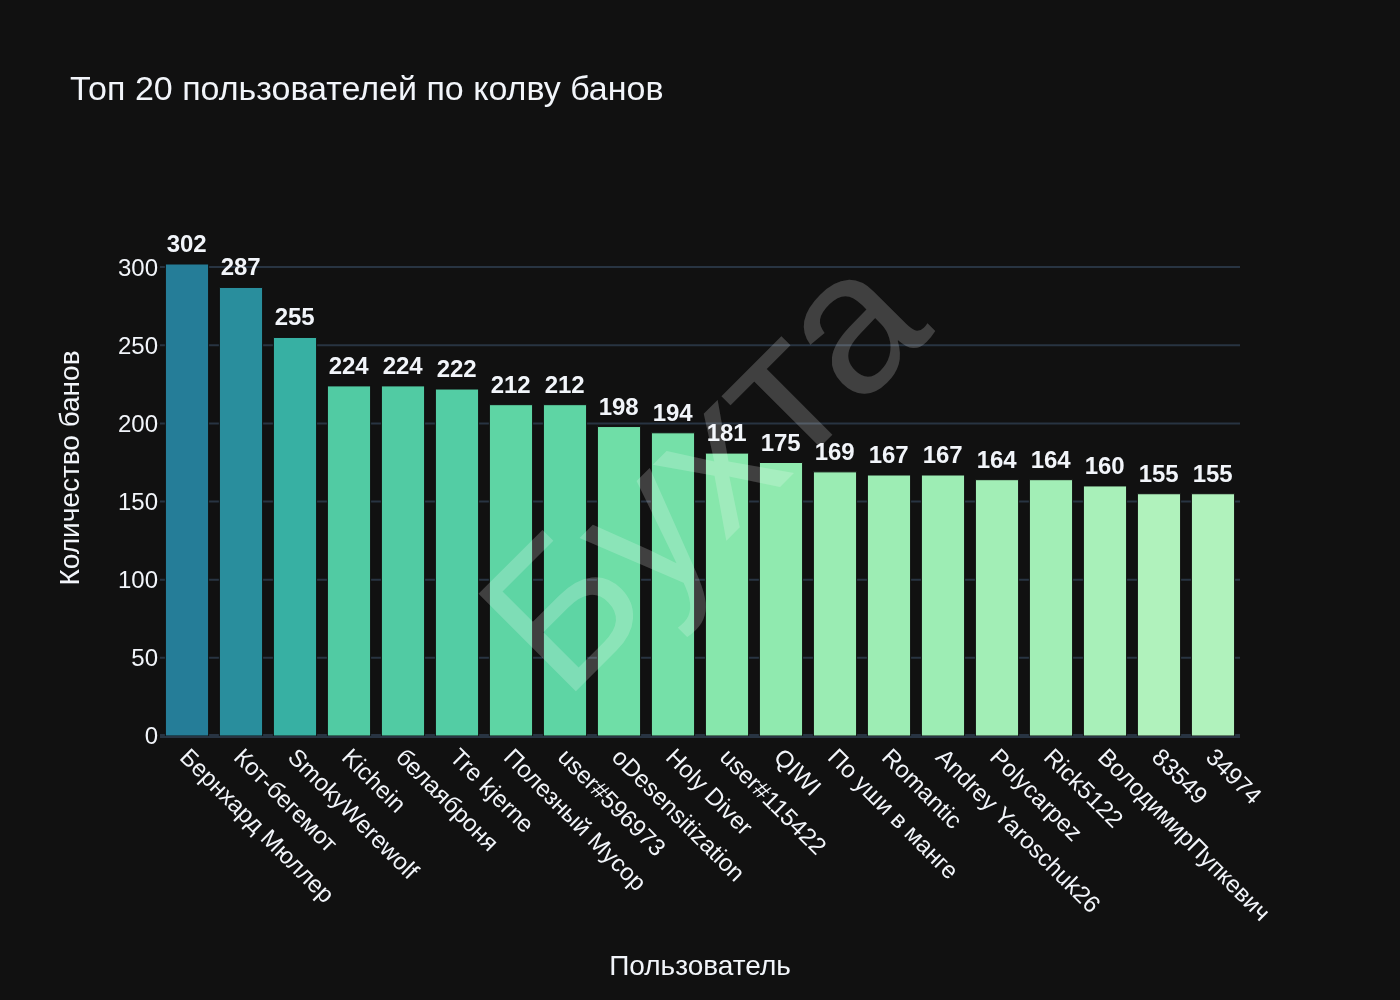 Топ 20 пользователей по колву банов
302
287
255
224
224
222
212
212
198
194
181
175
169
167
167
164
164
160
155
155
300
250
200
150
100
50
0
Количество банов
Бухта
Бернхард Мюллер
Кот-бегемот
SmokyWerewolf
Kichein
белаяброня
Tre kjerne
Полезный Мусор
user#596973
oDesensitization
Holy Diver
user#115422
QIWI
По уши в манге
Romantic
Andrey Yaroschuk26
Polycarpez
Rick5122
ВолодимирПупкевич
83549
34974
Пользователь